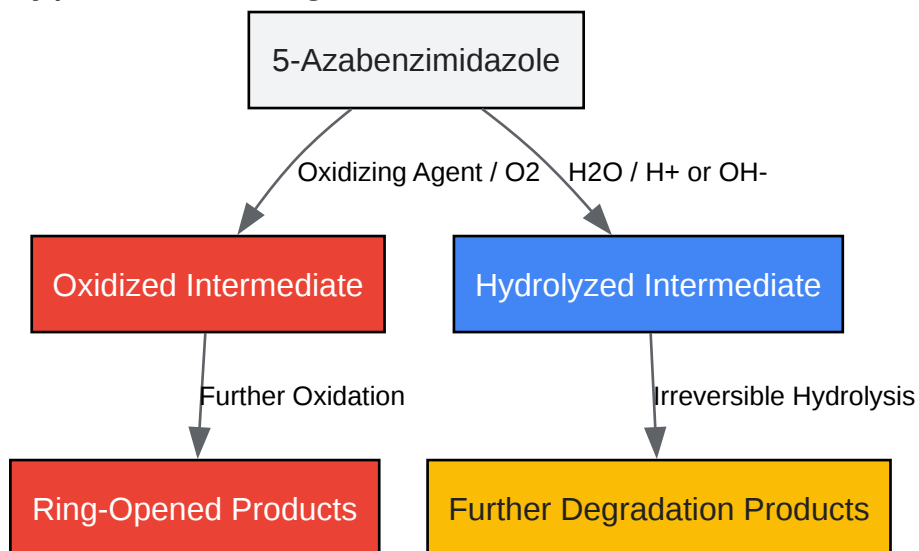 5-Azabenzimidazole
Oxidizing Agent / O2
H2O / H+ or OH-
Oxidized Intermediate
Hydrolyzed Intermediate
Further Oxidation
Irreversible Hydrolysis
Ring-Opened Products
Further Degradation Products